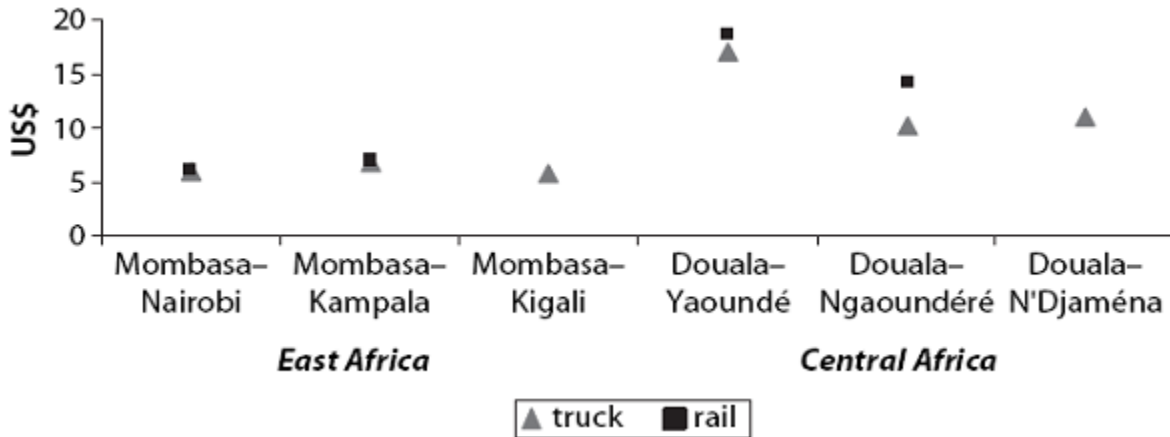 20
15
10
5
0
US$
Mombasa–
Nairobi
Mombasa–
Kampala
Mombasa–
Kigali
Douala–
Yaoundé
Douala–
Ngaoundéré
Douala–
N'Djaména
East Africa
Central Africa
truck
rail